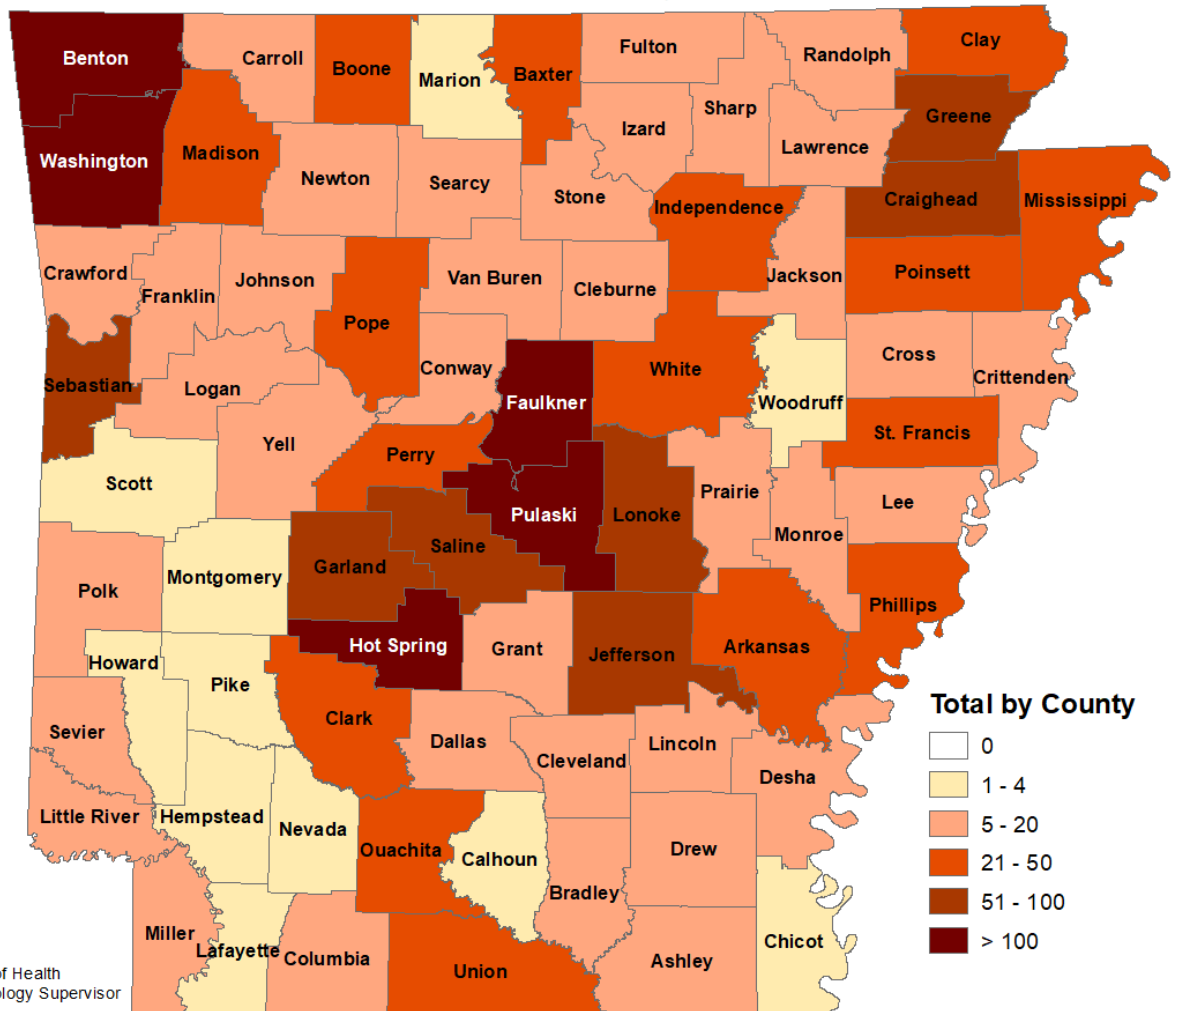 Benton
Carroll
Boone
Marion
Baxter
Fulton
Randolph
Clay
Sharp
Greene
Izard
Lawrence
Washington
Madison
Newton
Searcy
Stone
Independence
Craighead
Mississippi
Crawford
Franklin
Johnson
Van Buren
Cleburne
Jackson
Poinsett
Pope
Sebastian
Logan
Conway
White
Cross
Crittenden
Faulkner
Woodruff
St. Francis
Yell
Perry
Scott
Pulaski
Lonoke
Prairie
Lee
Monroe
Saline
Garland
Montgomery
Polk
Phillips
Hot Spring
Grant
Jefferson
Arkansas
Howard
Pike
Clark
Sevier
Dallas
Cleveland
Lincoln
Desha
Little River
Hempstead
Nevada
Ouachita
Calhoun
Drew
Bradley
Miller
Lafayette
Columbia
Union
Ashley
Chicot
Total by County
0
1 - 4
5 - 20
21 - 50
51 - 100
> 100
of Health
ology Supervisor